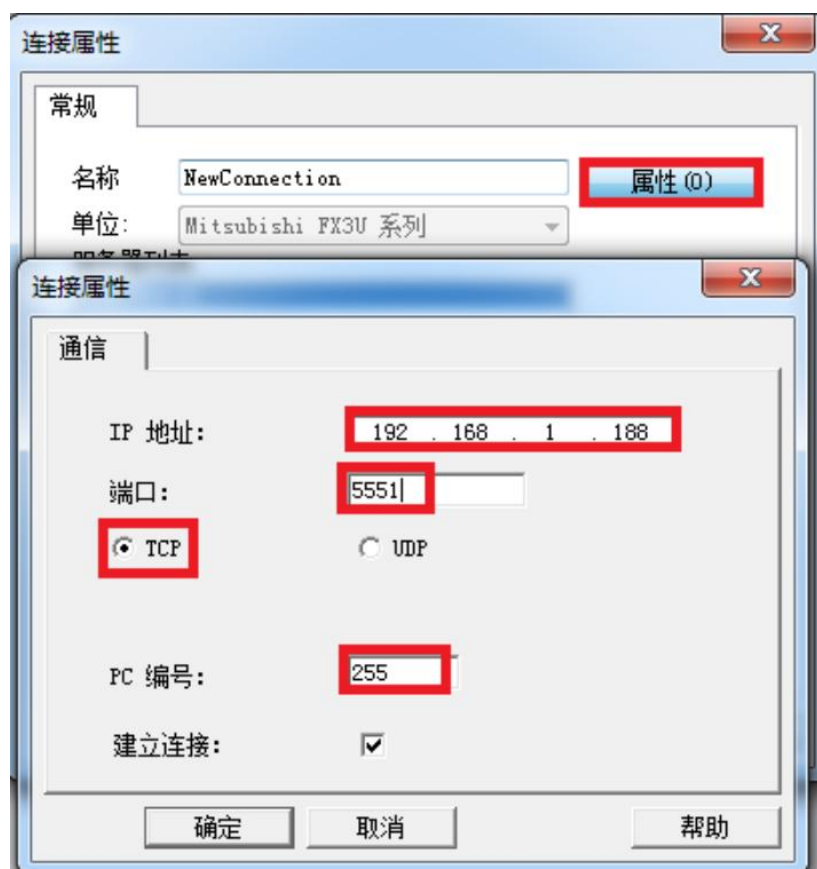 连接属性
常规
名称 NewConnection 属性(O)
单位: Mitsubishi FX3U 系列
连接属性
通信
IP 地址: 192 . 168 . 1 . 188
端口: 5551
TCP UDP
PC 编号: 255
建立连接:
确定 取消 帮助